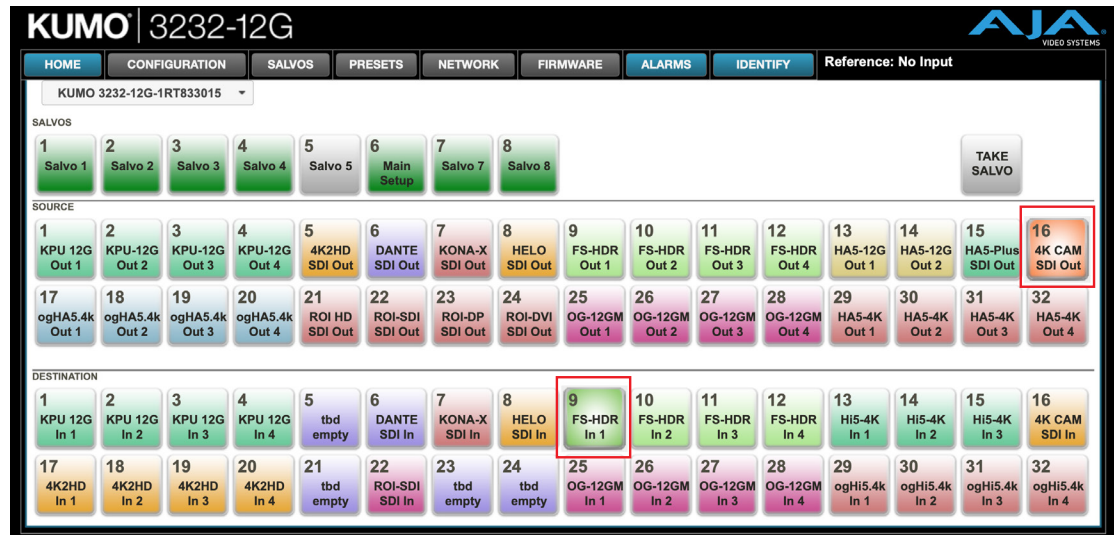 KUMO® 3232-12G
AJA VIDEO SYSTEMS
HOME CONFIGURATION SALVOS PRESETS NETWORK FIRMWARE ALARMS IDENTIFY Reference: No Input
KUMO 3232-12G-1RT833015
SALVOS
1 2 3 4 5 6 7 8
Salvo 1 Salvo 2 Salvo 3 Salvo 4 Salvo 5 Main Setup Salvo 7 Salvo 8 TAKE SALVO
SOURCE
1 2 3 4 5 6 7 8 9 10 11 12 13 14 15 16
KPU 12G KPU-12G KPU-12G KPU-12G 4K2HD DANTE KONA-X HELO FS-HDR FS-HDR FS-HDR FS-HDR HA5-12G HA5-12G HA5-Plus 4K CAM
Out 1 Out 2 Out 3 Out 4 SDI Out SDI Out SDI Out SDI Out Out 1 Out 2 Out 3 Out 4 Out 1 Out 2 SDI Out SDI Out
17 18 19 20 21 22 23 24 25 26 27 28 29 30 31 32
ogHA5.4k ogHA5.4k ogHA5.4k ogHA5.4k ROI HD ROI-SDI ROI-DP ROI-DVI OG-12GM OG-12GM OG-12GM OG-12GM HA5-4K HA5-4K HA5-4K HA5-4K
Out 1 Out 2 Out 3 Out 4 SDI Out SDI Out SDI Out SDI Out Out 1 Out 2 Out 3 Out 4 Out 1 Out 2 Out 3 Out 4
DESTINATION
1 2 3 4 5 6 7 8 9 10 11 12 13 14 15 16
KPU 12G KPU 12G KPU 12G KPU 12G tbd DANTE KONA-X HELO FS-HDR FS-HDR FS-HDR FS-HDR Hi5-4K Hi5-4K Hi5-4K 4K CAM
In 1 In 2 In 3 In 4 empty SDI In SDI In SDI In In 1 In 2 In 3 In 4 In 1 In 2 In 3 SDI In
17 18 19 20 21 22 23 24 25 26 27 28 29 30 31 32
4K2HD 4K2HD 4K2HD 4K2HD tbd ROI-SDI tbd tbd OG-12GM OG-12GM OG-12GM OG-12GM ogHi5.4k ogHi5.4k ogHi5.4k ogHi5.4k
In 1 In 2 In 3 In 4 empty SDI In empty empty In 1 In 2 In 3 In 4 In 1 In 2 In 3 In 4